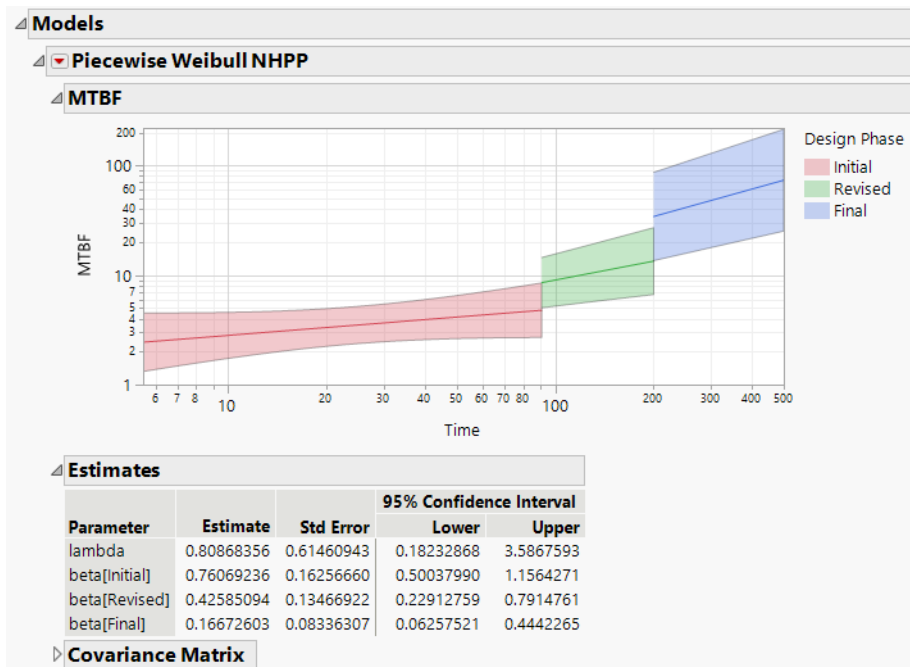 Models
Piecewise Weibull NHPP
MTBF
200
100
60
40
30
20
10
7
5
4
3
2
1
MTBF
6 7 8 10 20 30 40 50 60 70 80 100 200 300 400 500
Time
Design Phase
Initial
Revised
Final
Estimates
95% Confidence Interval
Parameter Estimate Std Error Lower Upper
lambda 0.80868356 0.61460943 0.18232868 3.5867593
beta[Initial] 0.76069236 0.16256660 0.50037990 1.1564271
beta[Revised] 0.42585094 0.13466922 0.22912759 0.7914761
beta[Final] 0.16672603 0.08336307 0.06257521 0.4442265
Covariance Matrix